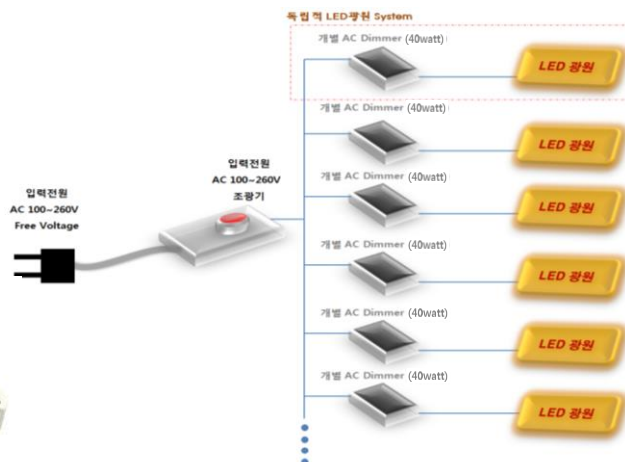 독립적 LED광원 System
개별 AC Dimmer (40watt)
LED 광원
개별 AC Dimmer (40watt)
LED 광원
개별 AC Dimmer (40watt)
LED 광원
입력전원
AC 100~260V
조광기
입력전원
AC 100~260V
Free Voltage
개별 AC Dimmer (40watt)
LED 광원
개별 AC Dimmer (40watt)
LED 광원
개별 AC Dimmer (40watt)
LED 광원